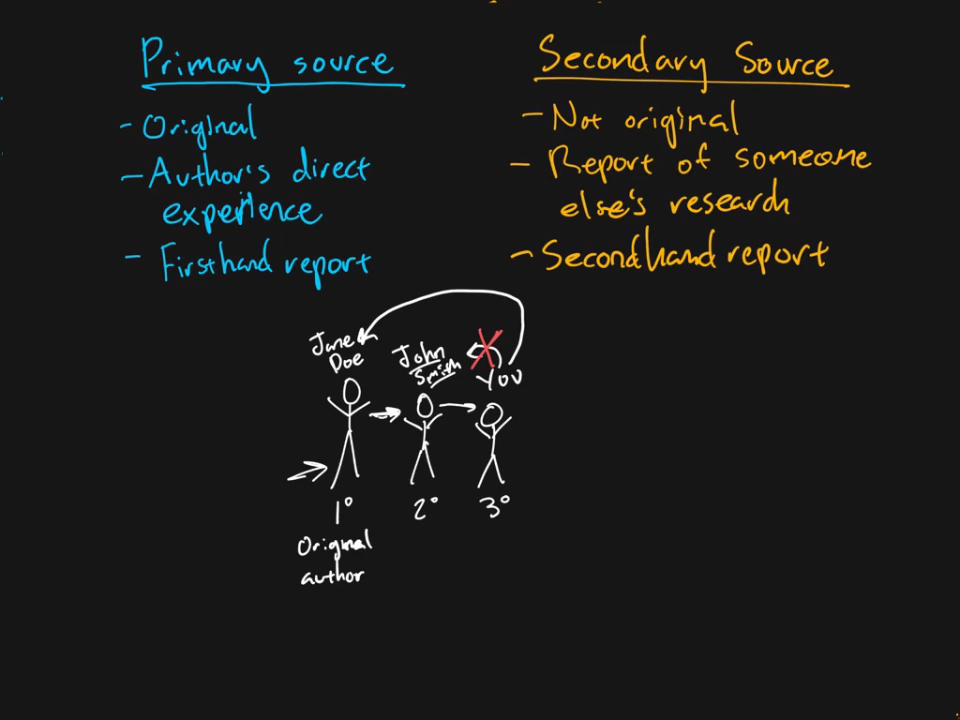 Primary source
- Original
- Author's direct
experience
- Firsthand report
Secondary Source
- Not original
- Report of someone
else's research
- Secondhand report
Jane
Doe
John
Smith
You
1°
2°
3°
Original
author